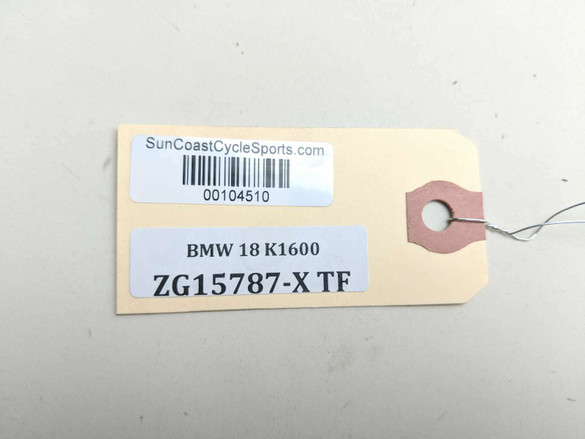 SunCoastCycleSports.com
00104510
BMW 18 K1600
ZG15787-X TF